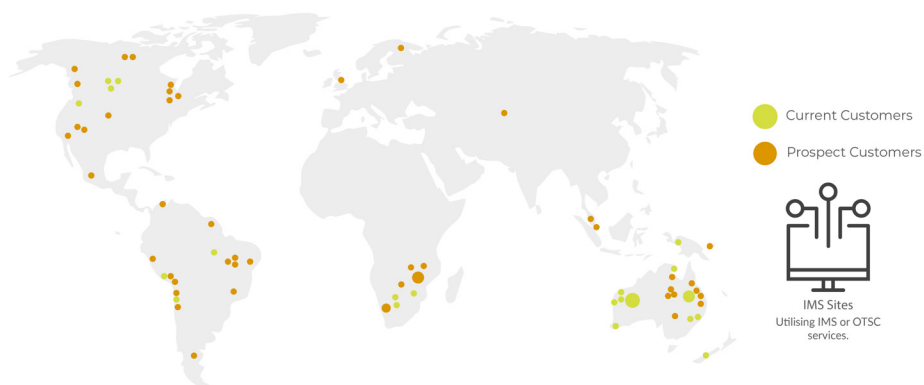 Current Customers
Prospect Customers
IMS Sites
Utilising IMS or OTSC
services.